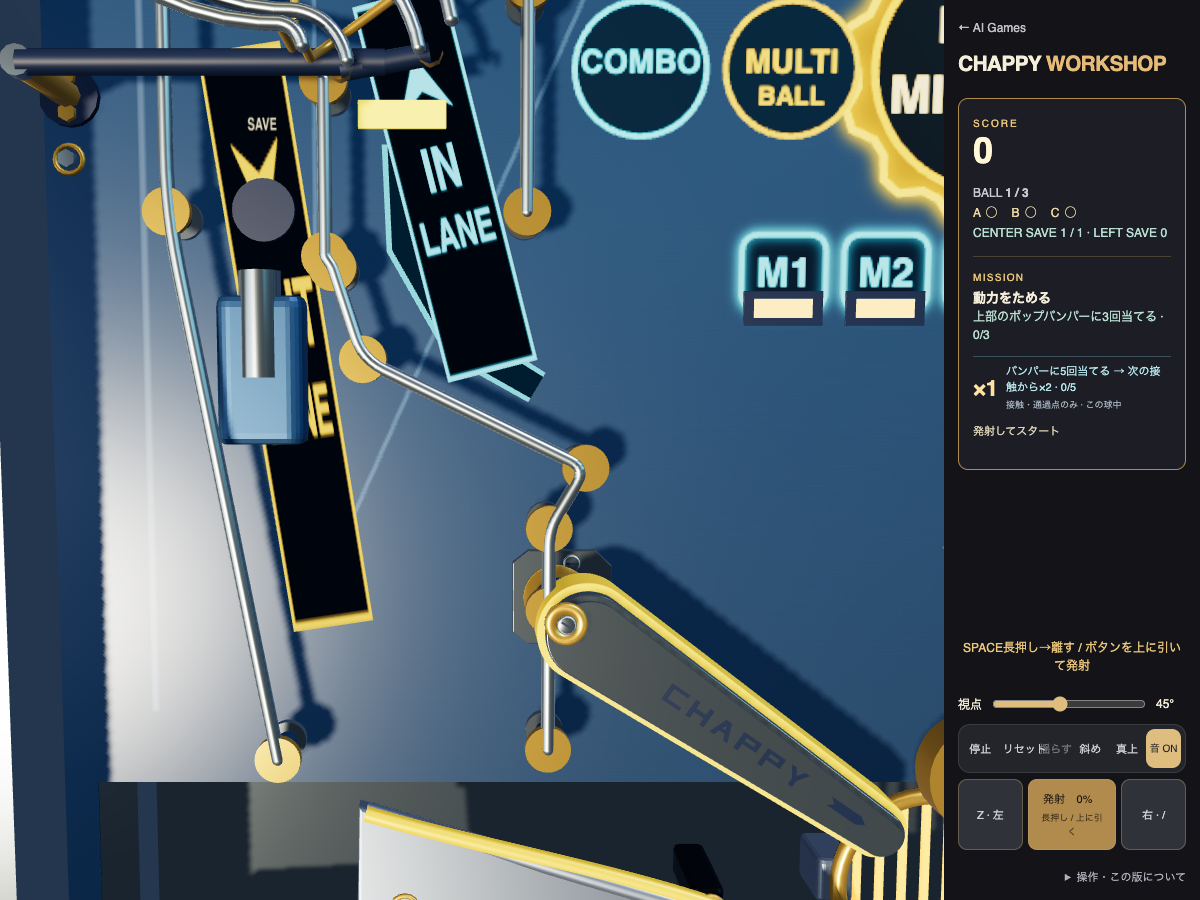 SAVE
IN
LANE
COMBO
MULTI
BALL
M1
M2
CHAPPY
← AI Games
CHAPPY WORKSHOP
SCORE
0
BALL 1 / 3
A ○ B ○ C ○
CENTER SAVE 1 / 1 · LEFT SAVE 0
MISSION
動力をためる
上部のポップバンパーに3回当てる ·
0/3
×1
バンパーに5回当てる → 次の接
触から×2 · 0/5
接触・通過点のみ · この球中
発射してスタート
SPACE長押し→離す / ボタンを上に引い
て発射
視点
45°
停止 リセット 揺らす 斜め 真上 音 ON
Z · 左
発射 0%
長押し / 上に引
く
右 · /
▶ 操作・この版について